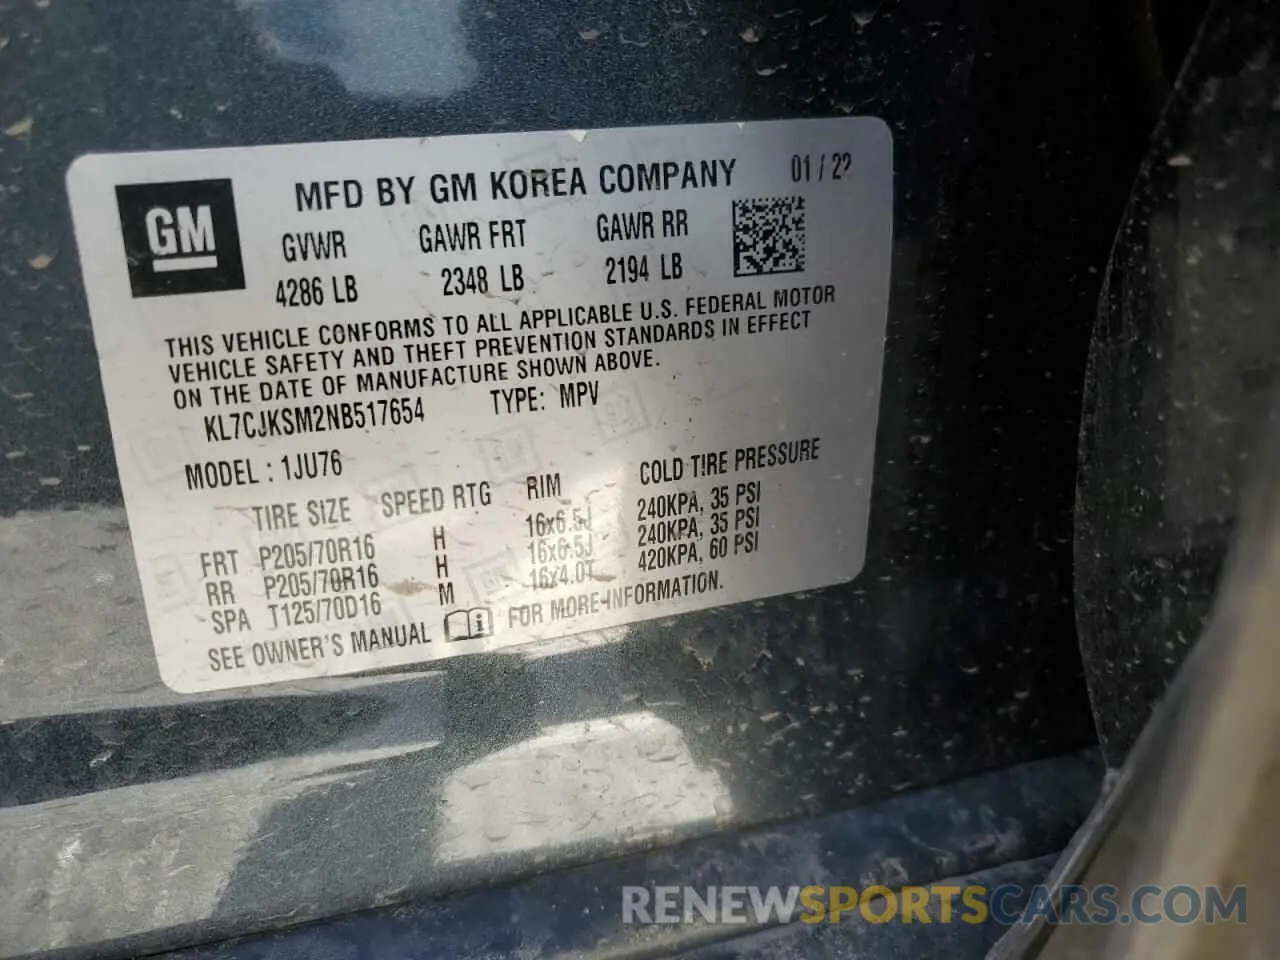 MFD BY GM KOREA COMPANY 01 / 22
GM
GVWR GAWR FRT GAWR RR
4286 LB 2348 LB 2194 LB
THIS VEHICLE CONFORMS TO ALL APPLICABLE U.S. FEDERAL MOTOR
VEHICLE SAFETY AND THEFT PREVENTION STANDARDS IN EFFECT
ON THE DATE OF MANUFACTURE SHOWN ABOVE.
KL7CJKSM2NB517654 TYPE: MPV
MODEL : 1JU76
TIRE SIZE SPEED RTG RIM COLD TIRE PRESSURE
FRT P205/70R16 H 16x6.5J 240KPA, 35 PSI
RR P205/70R16 H 16x6.5J 240KPA, 35 PSI
SPA T125/70D16 M 16x4.0T 420KPA, 60 PSI
SEE OWNER'S MANUAL i FOR MORE INFORMATION.
RENEWSPORTSCARS.COM